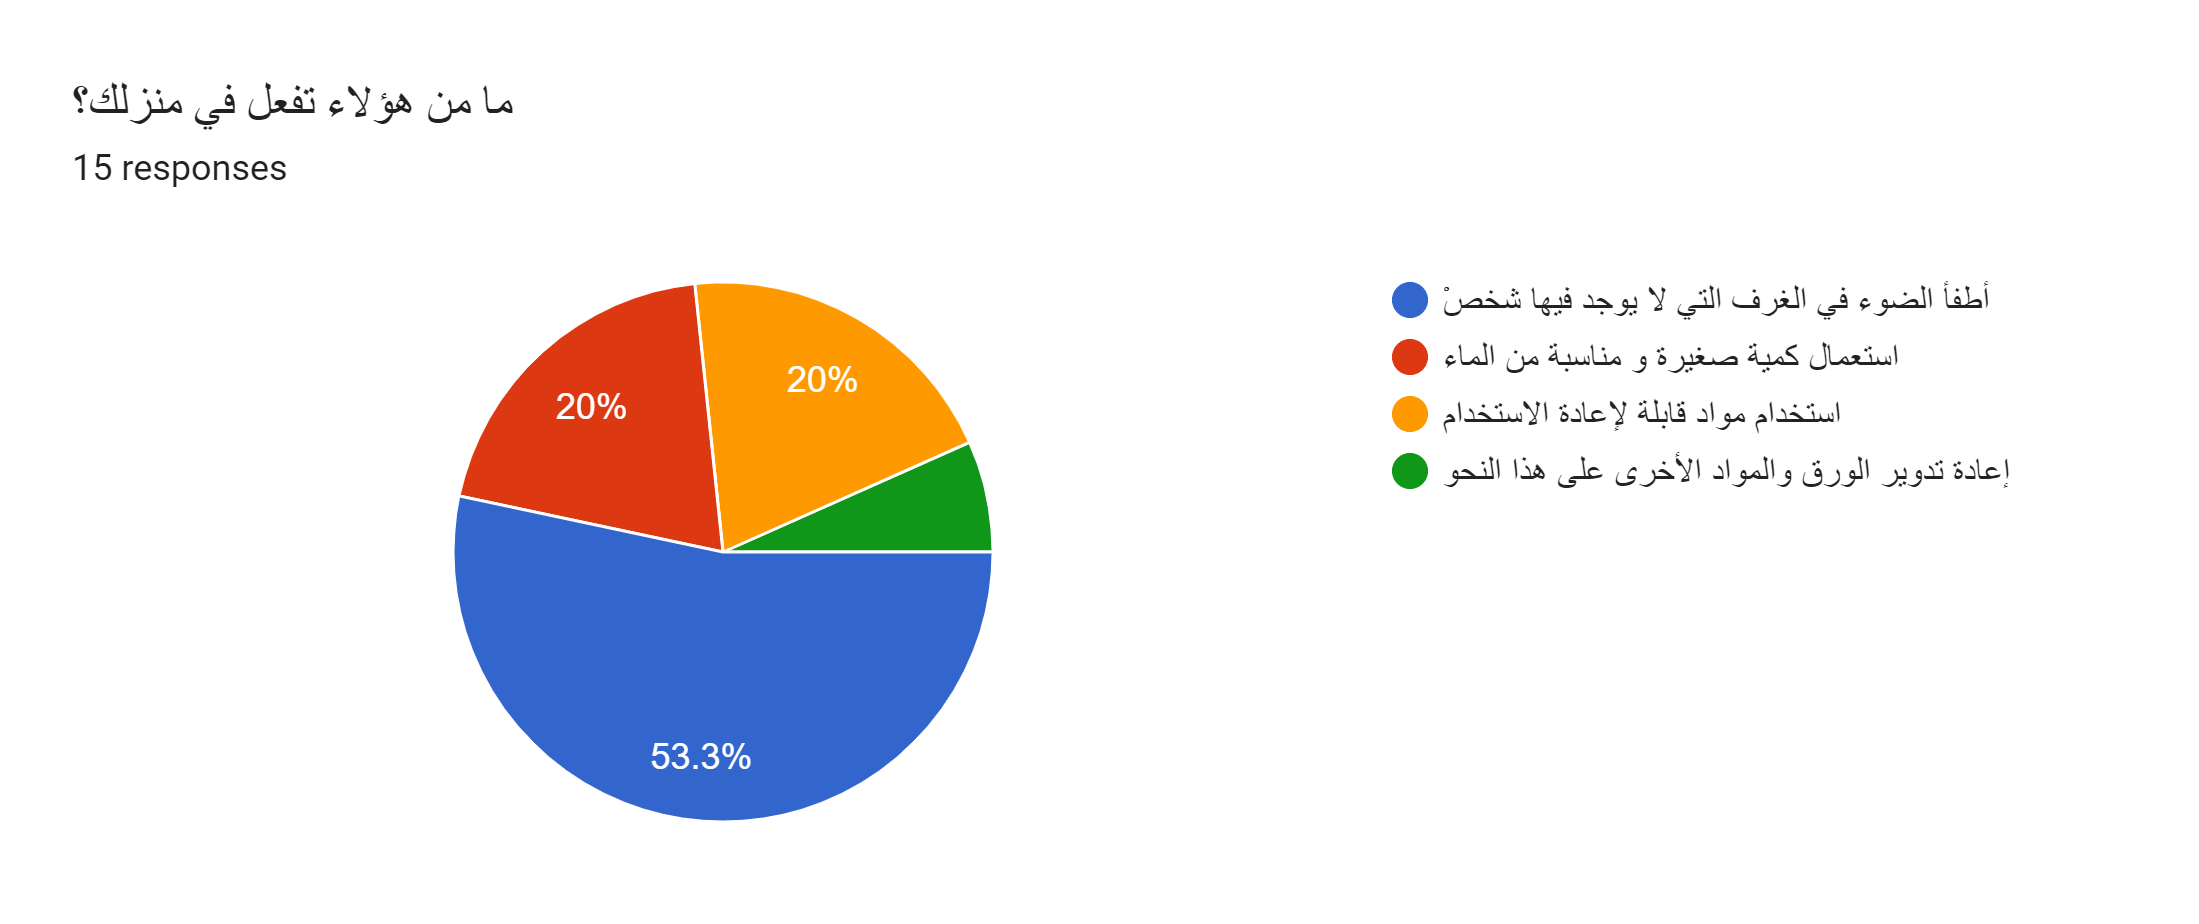 ما من هؤلاء تفعل في منزلك؟
15 responses
20%
20%
53.3%
أطفأ الضوء في الغرف التي لا يوجد فيها شخصْ
استعمال كمية صغيرة و مناسبة من الماء
استخدام مواد قابلة لإعادة الاستخدام
إعادة تدوير الورق والمواد الأخرى على هذا النحو